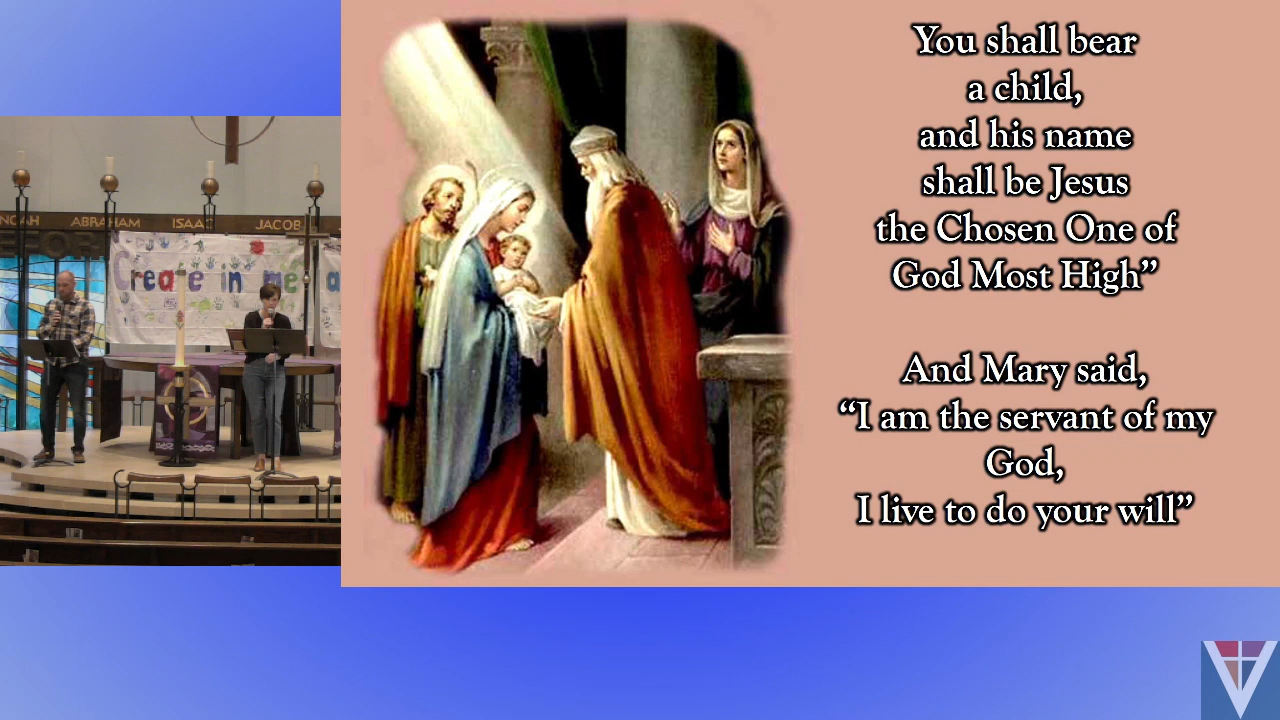 You shall bear
a child,
and his name
shall be Jesus
the Chosen One of
God Most High”
And Mary said,
“I am the servant of my
God,
I live to do your will”
NOAH ABRAHAM ISAAC JACOB
Create in me a